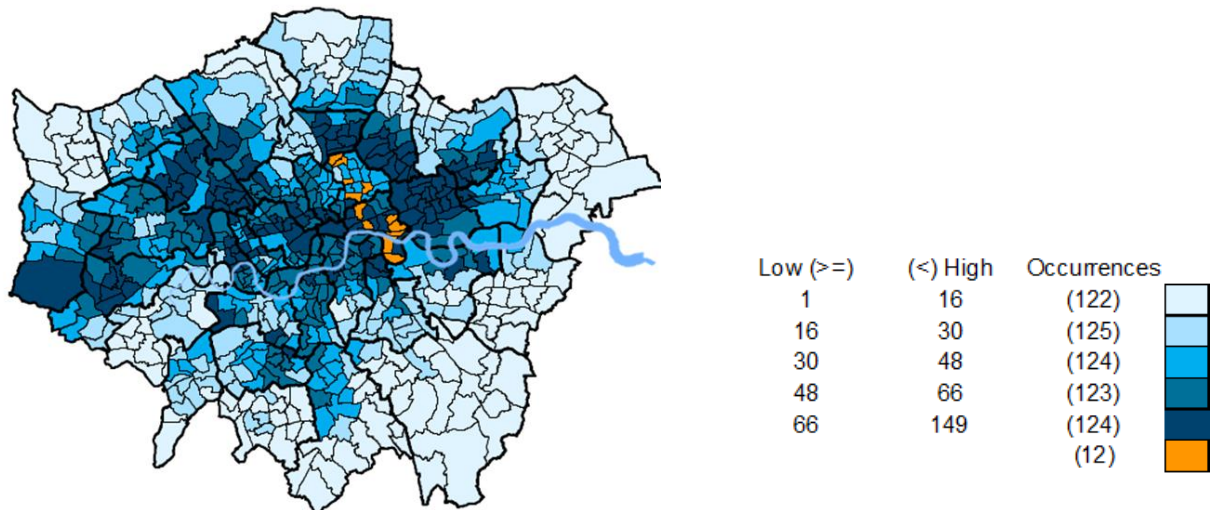 Low (>=) (<) High Occurrences
1 16 (122)
16 30 (125)
30 48 (124)
48 66 (123)
66 149 (124)
(12)